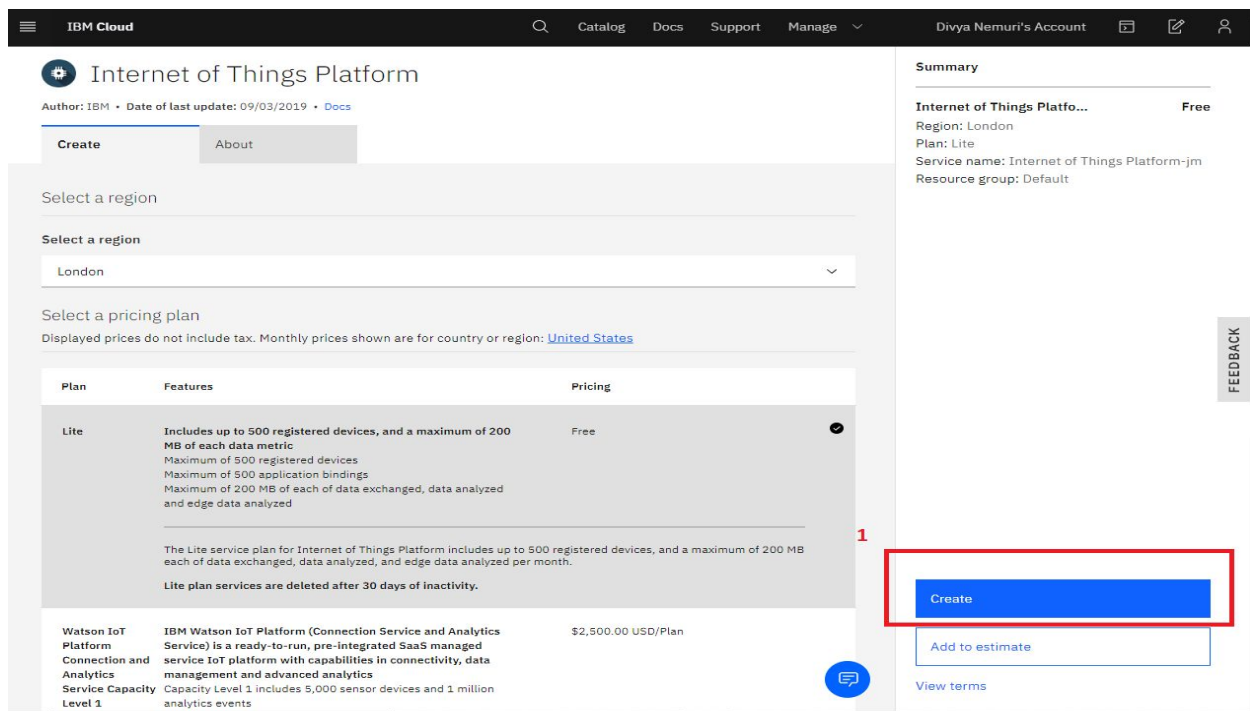 IBM Cloud
Catalog
Docs
Support
Manage
Divya Nemuri's Account
Internet of Things Platform
Author: IBM • Date of last update: 09/03/2019 • Docs
Create
About
Select a region
Select a region
London
Select a pricing plan
Displayed prices do not include tax. Monthly prices shown are for country or region: United States
Plan
Features
Pricing
Lite
Includes up to 500 registered devices, and a maximum of 200
MB of each data metric
Maximum of 500 registered devices
Maximum of 500 application bindings
Maximum of 200 MB of each of data exchanged, data analyzed
and edge data analyzed
Free
The Lite service plan for Internet of Things Platform includes up to 500 registered devices, and a maximum of 200 MB
each of data exchanged, data analyzed, and edge data analyzed per month.
Lite plan services are deleted after 30 days of inactivity.
Watson IoT
Platform
Connection and
Analytics
Service Capacity
Level 1
IBM Watson IoT Platform (Connection Service and Analytics
Service) is a ready-to-run, pre-integrated SaaS managed
service IoT platform with capabilities in connectivity, data
management and advanced analytics
Capacity Level 1 includes 5,000 sensor devices and 1 million
analytics events
$2,500.00 USD/Plan
Summary
Internet of Things Platfo...
Free
Region: London
Plan: Lite
Service name: Internet of Things Platform-jm
Resource group: Default
FEEDBACK
1
Create
Add to estimate
View terms